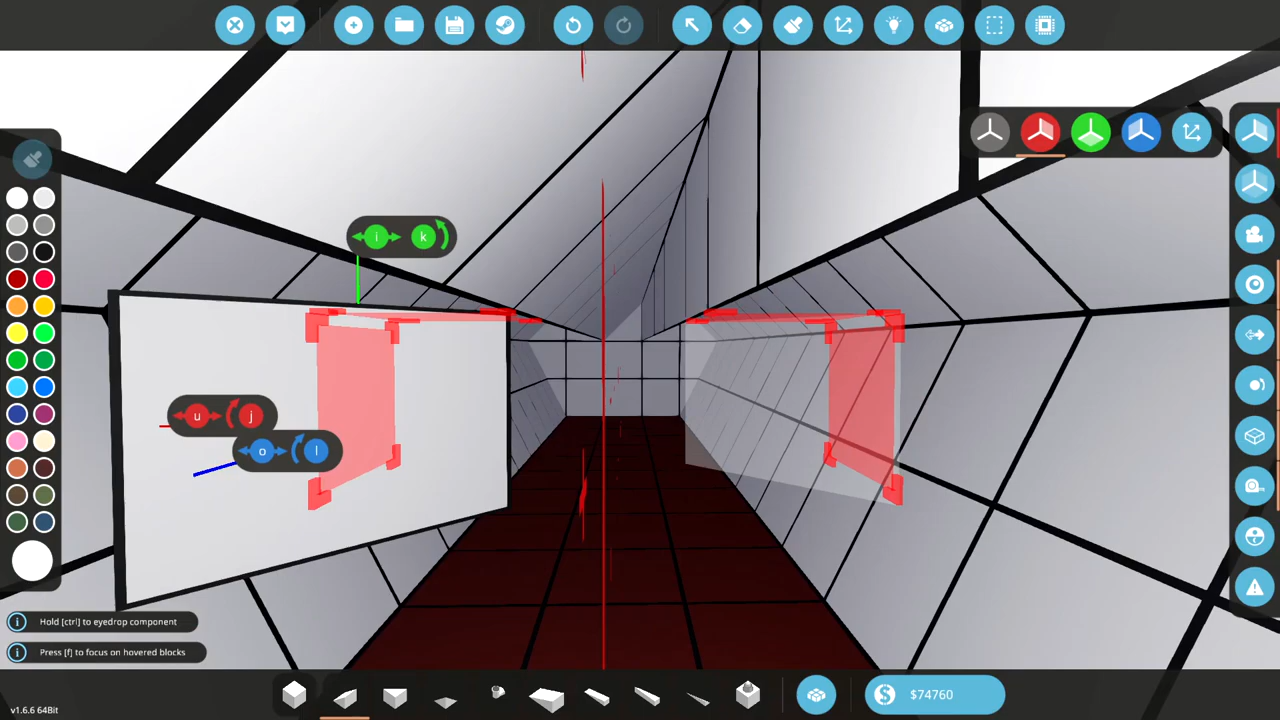 i k
u j
o l
Hold [ctrl] to eyedrop component
Press [f] to focus on hovered blocks
v1.6.6 64Bit
$74760